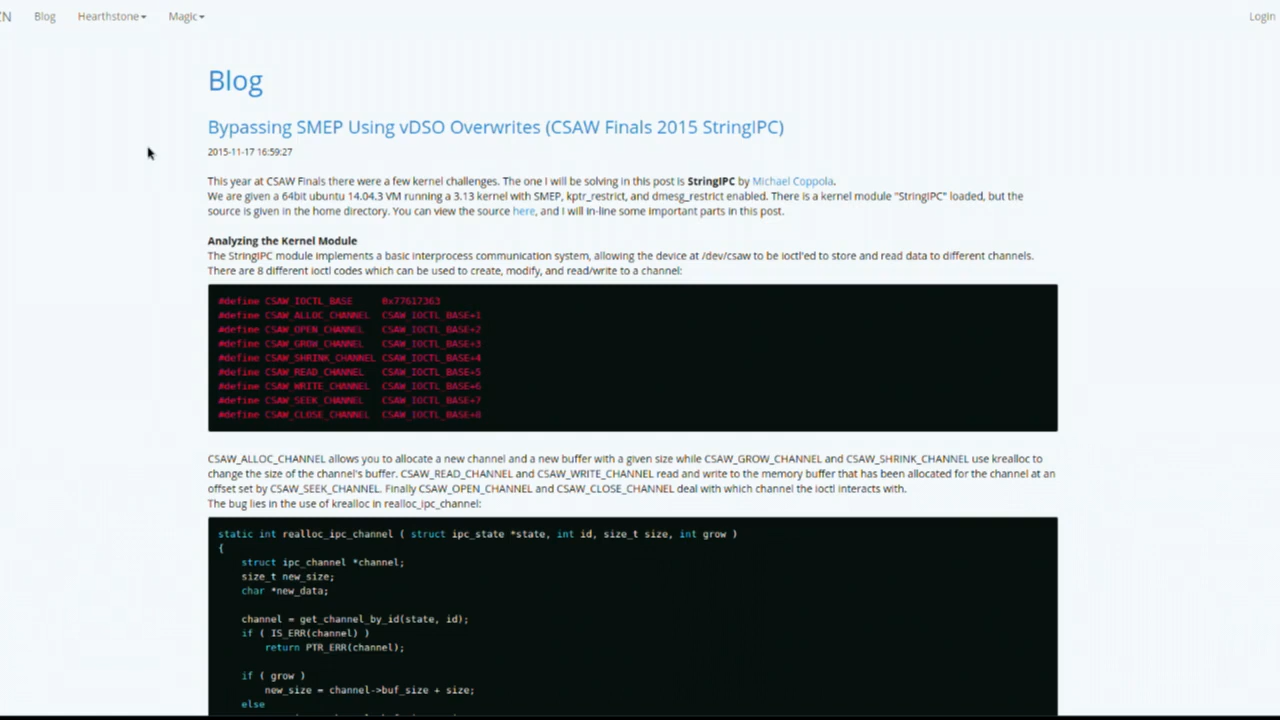 ZN Blog Hearthstone Magic Login
Blog
Bypassing SMEP Using vDSO Overwrites (CSAW Finals 2015 StringIPC)
2015-11-17 16:59:27
This year at CSAW Finals there were a few kernel challenges. The one I will be solving in this post is StringIPC by Michael Coppola.
We are given a 64bit ubuntu 14.04.3 VM running a 3.13 kernel with SMEP, kptr_restrict, and dmesg_restrict enabled. There is a kernel module "StringIPC" loaded, but the
source is given in the home directory. You can view the source here, and I will in-line some important parts in this post.
Analyzing the Kernel Module
The StringIPC module implements a basic interprocess communication system, allowing the device at /dev/csaw to be ioctl'ed to store and read data to different channels.
There are 8 different ioctl codes which can be used to create, modify, and read/write to a channel:
#define CSAW_IOCTL_BASE 0x77617363
#define CSAW_ALLOC_CHANNEL CSAW_IOCTL_BASE+1
#define CSAW_OPEN_CHANNEL CSAW_IOCTL_BASE+2
#define CSAW_GROW_CHANNEL CSAW_IOCTL_BASE+3
#define CSAW_SHRINK_CHANNEL CSAW_IOCTL_BASE+4
#define CSAW_READ_CHANNEL CSAW_IOCTL_BASE+5
#define CSAW_WRITE_CHANNEL CSAW_IOCTL_BASE+6
#define CSAW_SEEK_CHANNEL CSAW_IOCTL_BASE+7
#define CSAW_CLOSE_CHANNEL CSAW_IOCTL_BASE+8
CSAW_ALLOC_CHANNEL allows you to allocate a new channel and a new buffer with a given size while CSAW_GROW_CHANNEL and CSAW_SHRINK_CHANNEL use krealloc to
change the size of the channel's buffer. CSAW_READ_CHANNEL and CSAW_WRITE_CHANNEL read and write to the memory buffer that has been allocated for the channel at an
offset set by CSAW_SEEK_CHANNEL. Finally CSAW_OPEN_CHANNEL and CSAW_CLOSE_CHANNEL deal with which channel the ioctl interacts with.
The bug lies in the use of krealloc in realloc_ipc_channel:
static int realloc_ipc_channel ( struct ipc_state *state, int id, size_t size, int grow )
{
struct ipc_channel *channel;
size_t new_size;
char *new_data;
channel = get_channel_by_id(state, id);
if ( IS_ERR(channel) )
return PTR_ERR(channel);
if ( grow )
new_size = channel->buf_size + size;
else